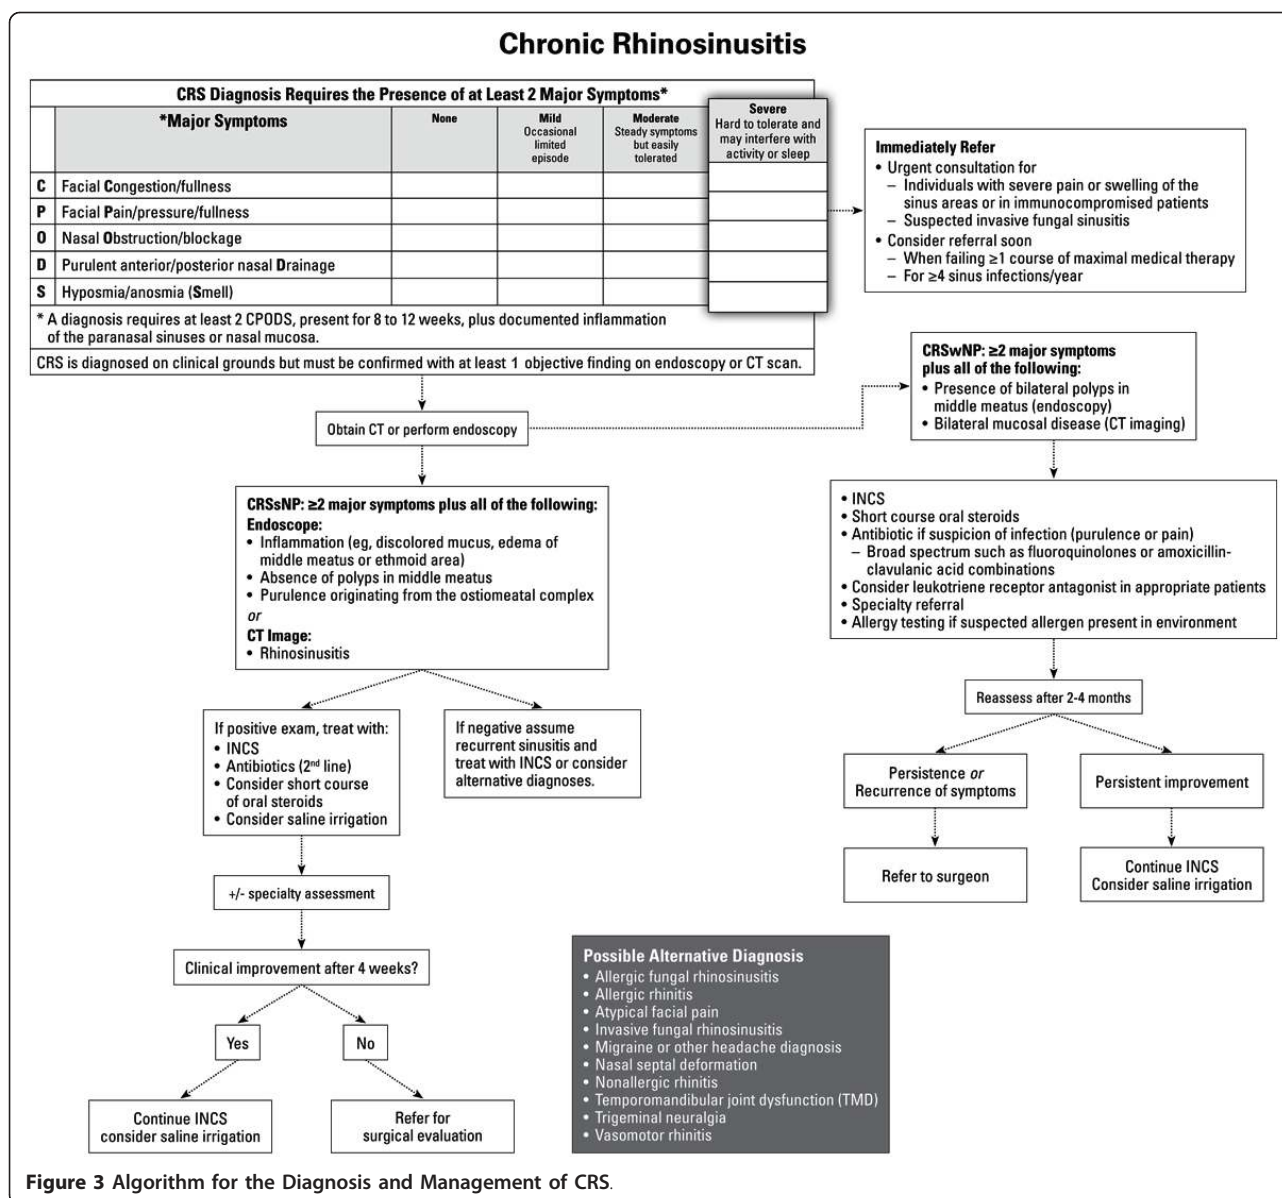 Chronic Rhinosinusitis
CRS Diagnosis Requires the Presence of at Least 2 Major Symptoms*
*Major Symptoms
None
Mild
Occasional
limited
episode
Moderate
Steady symptoms
but easily
tolerated
Severe
Hard to tolerate and
may interfere with
activity or sleep
C Facial Congestion/fullness
P Facial Pain/pressure/fullness
O Nasal Obstruction/blockage
D Purulent anterior/posterior nasal Drainage
S Hyposmia/anosmia (Smell)
* A diagnosis requires at least 2 CPODS, present for 8 to 12 weeks, plus documented inflammation
of the paranasal sinuses or nasal mucosa.
CRS is diagnosed on clinical grounds but must be confirmed with at least 1 objective finding on endoscopy or CT scan.
Immediately Refer
• Urgent consultation for
– Individuals with severe pain or swelling of the
sinus areas or in immunocompromised patients
– Suspected invasive fungal sinusitis
• Consider referral soon
– When failing ≥1 course of maximal medical therapy
– For ≥4 sinus infections/year
Obtain CT or perform endoscopy
CRSwNP: ≥2 major symptoms
plus all of the following:
• Presence of bilateral polyps in
middle meatus (endoscopy)
• Bilateral mucosal disease (CT imaging)
CRSsNP: ≥2 major symptoms plus all of the following:
Endoscope:
• Inflammation (eg, discolored mucus, edema of
middle meatus or ethmoid area)
• Absence of polyps in middle meatus
• Purulence originating from the ostiomeatal complex
or
CT Image:
• Rhinosinusitis
• INCS
• Short course oral steroids
• Antibiotic if suspicion of infection (purulence or pain)
– Broad spectrum such as fluoroquinolones or amoxicillin-
clavulanic acid combinations
• Consider leukotriene receptor antagonist in appropriate patients
• Specialty referral
• Allergy testing if suspected allergen present in environment
If positive exam, treat with:
• INCS
• Antibiotics (2nd line)
• Consider short course
of oral steroids
• Consider saline irrigation
If negative assume
recurrent sinusitis and
treat with INCS or consider
alternative diagnoses.
Reassess after 2-4 months
Persistence or
Recurrence of symptoms
Persistent improvement
Refer to surgeon
Continue INCS
Consider saline irrigation
+/- specialty assessment
Clinical improvement after 4 weeks?
Yes
No
Continue INCS
consider saline irrigation
Refer for
surgical evaluation
Possible Alternative Diagnosis
• Allergic fungal rhinosinusitis
• Allergic rhinitis
• Atypical facial pain
• Invasive fungal rhinosinusitis
• Migraine or other headache diagnosis
• Nasal septal deformation
• Nonallergic rhinitis
• Temporomandibular joint dysfunction (TMD)
• Trigeminal neuralgia
• Vasomotor rhinitis
Figure 3 Algorithm for the Diagnosis and Management of CRS.